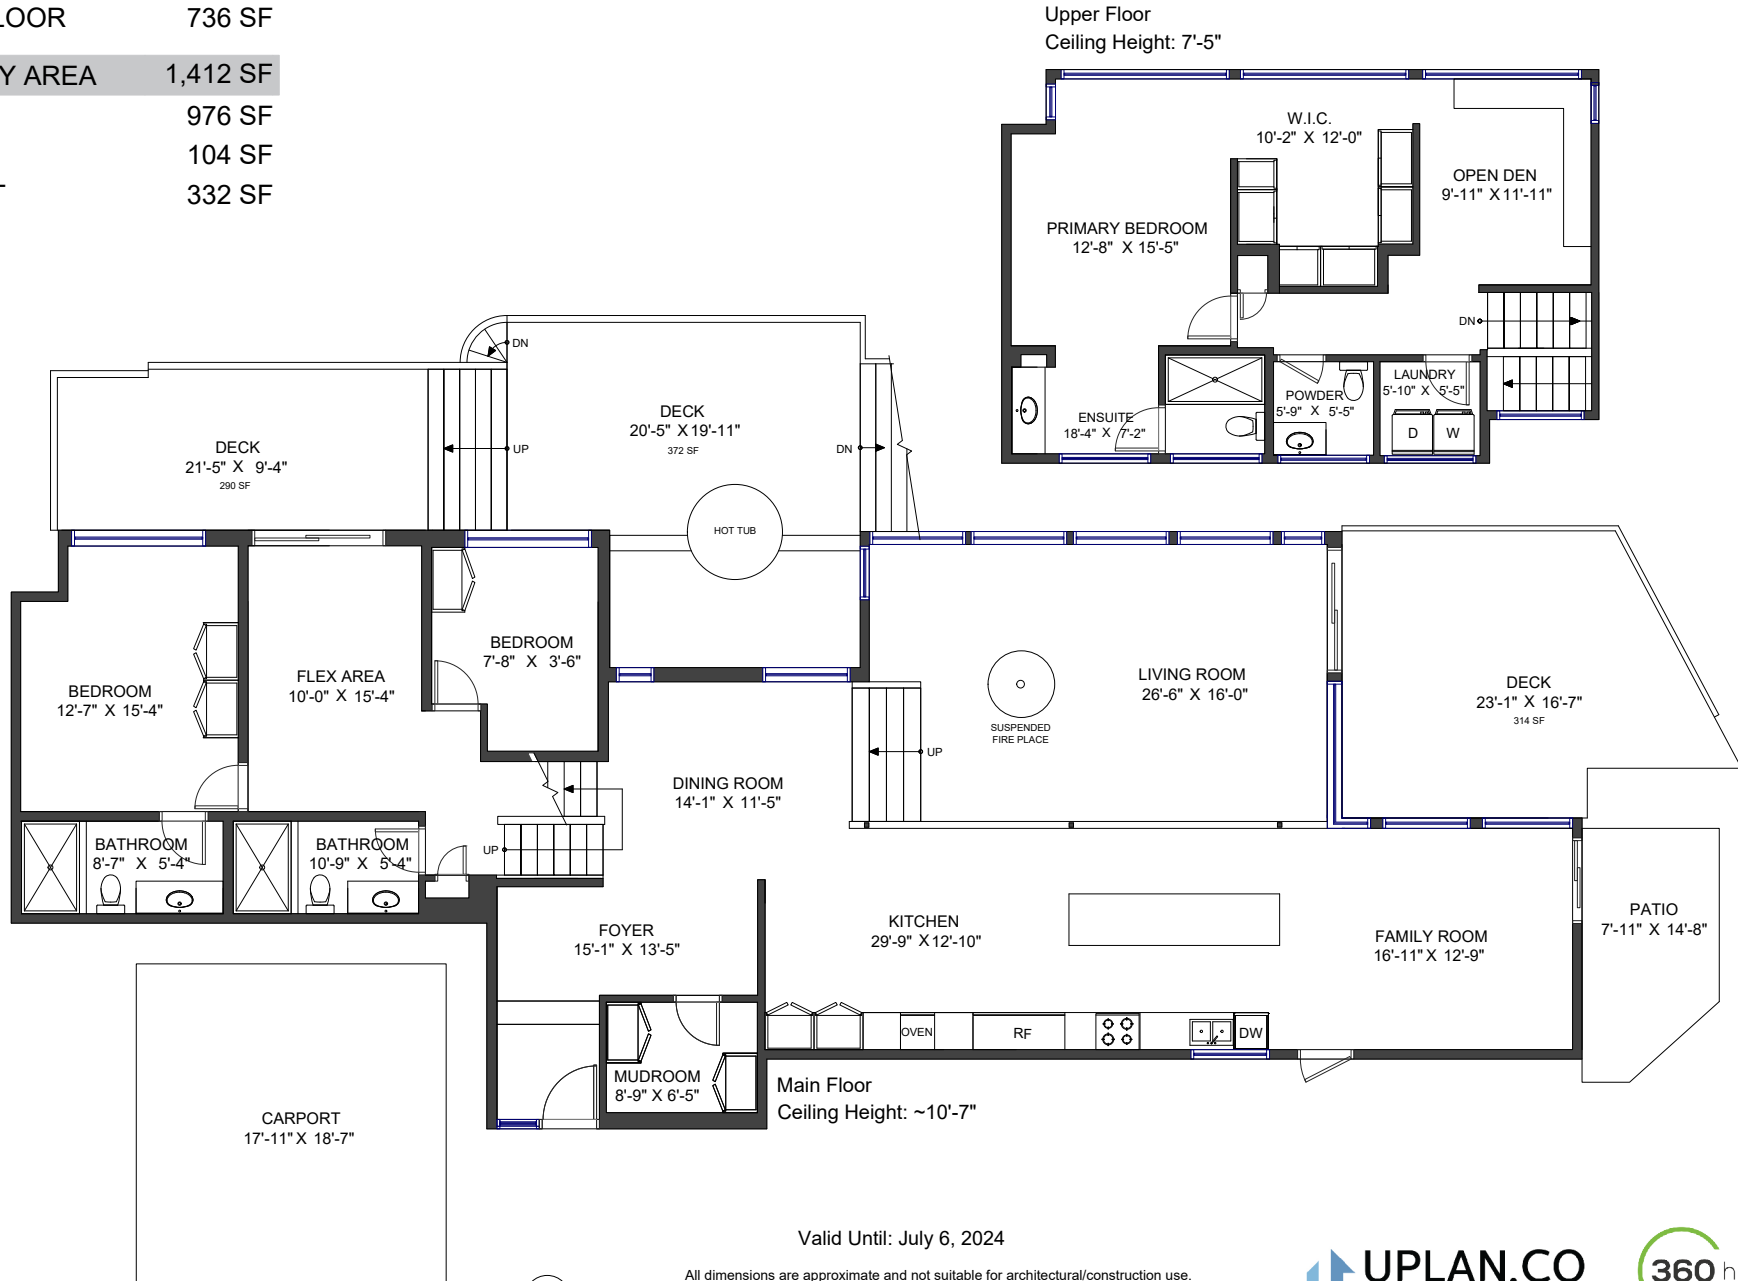 LOOR 736 SF
Y AREA 1,412 SF
976 SF
104 SF
332 SF
Upper Floor
Ceiling Height: 7'-5"
W.I.C.
10'-2" X 12'-0"
OPEN DEN
9'-11" X 11'-11"
PRIMARY BEDROOM
12'-8" X 15'-5"
DN
LAUNDRY
5'-10" X 5'-5"
POWDER
5'-9" X 5'-5"
ENSUITE
18'-4" X 7'-2"
D W
DN
DECK
20'-5" X 19'-11"
372 SF
DECK
21'-5" X 9'-4"
290 SF
UP
DN
HOT TUB
BEDROOM
7'-8" X 3'-6"
FLEX AREA
10'-0" X 15'-4"
BEDROOM
12'-7" X 15'-4"
LIVING ROOM
26'-6" X 16'-0"
DECK
23'-1" X 16'-7"
314 SF
SUSPENDED
FIRE PLACE
UP
DINING ROOM
14'-1" X 11'-5"
BATHROOM
8'-7" X 5'-4"
BATHROOM
10'-9" X 5'-4"
UP
FOYER
15'-1" X 13'-5"
KITCHEN
29'-9" X 12'-10"
FAMILY ROOM
16'-11" X 12'-9"
PATIO
7'-11" X 14'-8"
OVEN
RF
DW
MUDROOM
8'-9" X 6'-5"
Main Floor
Ceiling Height: ~10'-7"
CARPORT
17'-11" X 18'-7"
Valid Until: July 6, 2024
All dimensions are approximate and not suitable for architectural/construction use.
UPLAN.CO
360 h